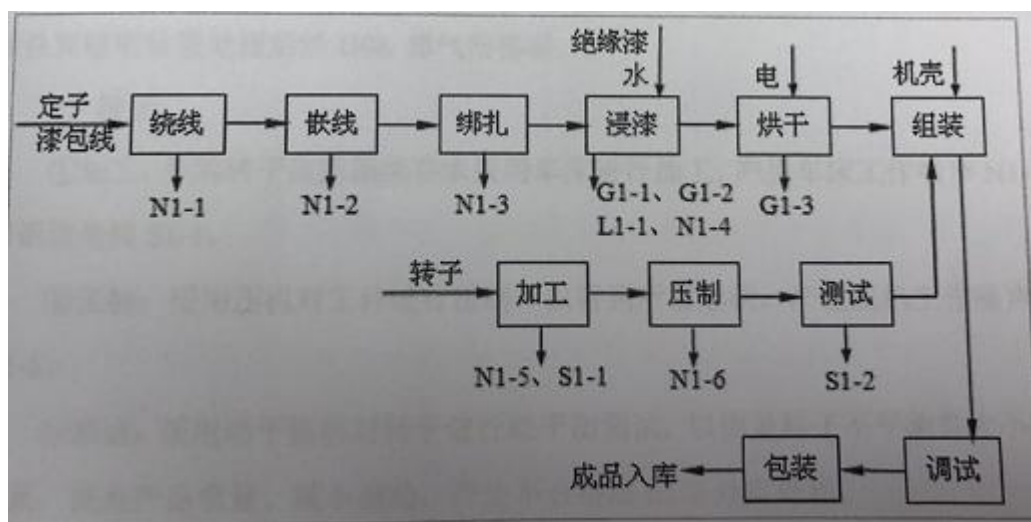 绝缘漆
水
电
机壳
定子
漆包线
绕线
嵌线
绑扎
浸漆
烘干
组装
N1-1
N1-2
N1-3
G1-1、G1-2
L1-1、N1-4
G1-3
转子
加工
压制
测试
N1-5、S1-1
N1-6
S1-2
成品入库
包装
调试